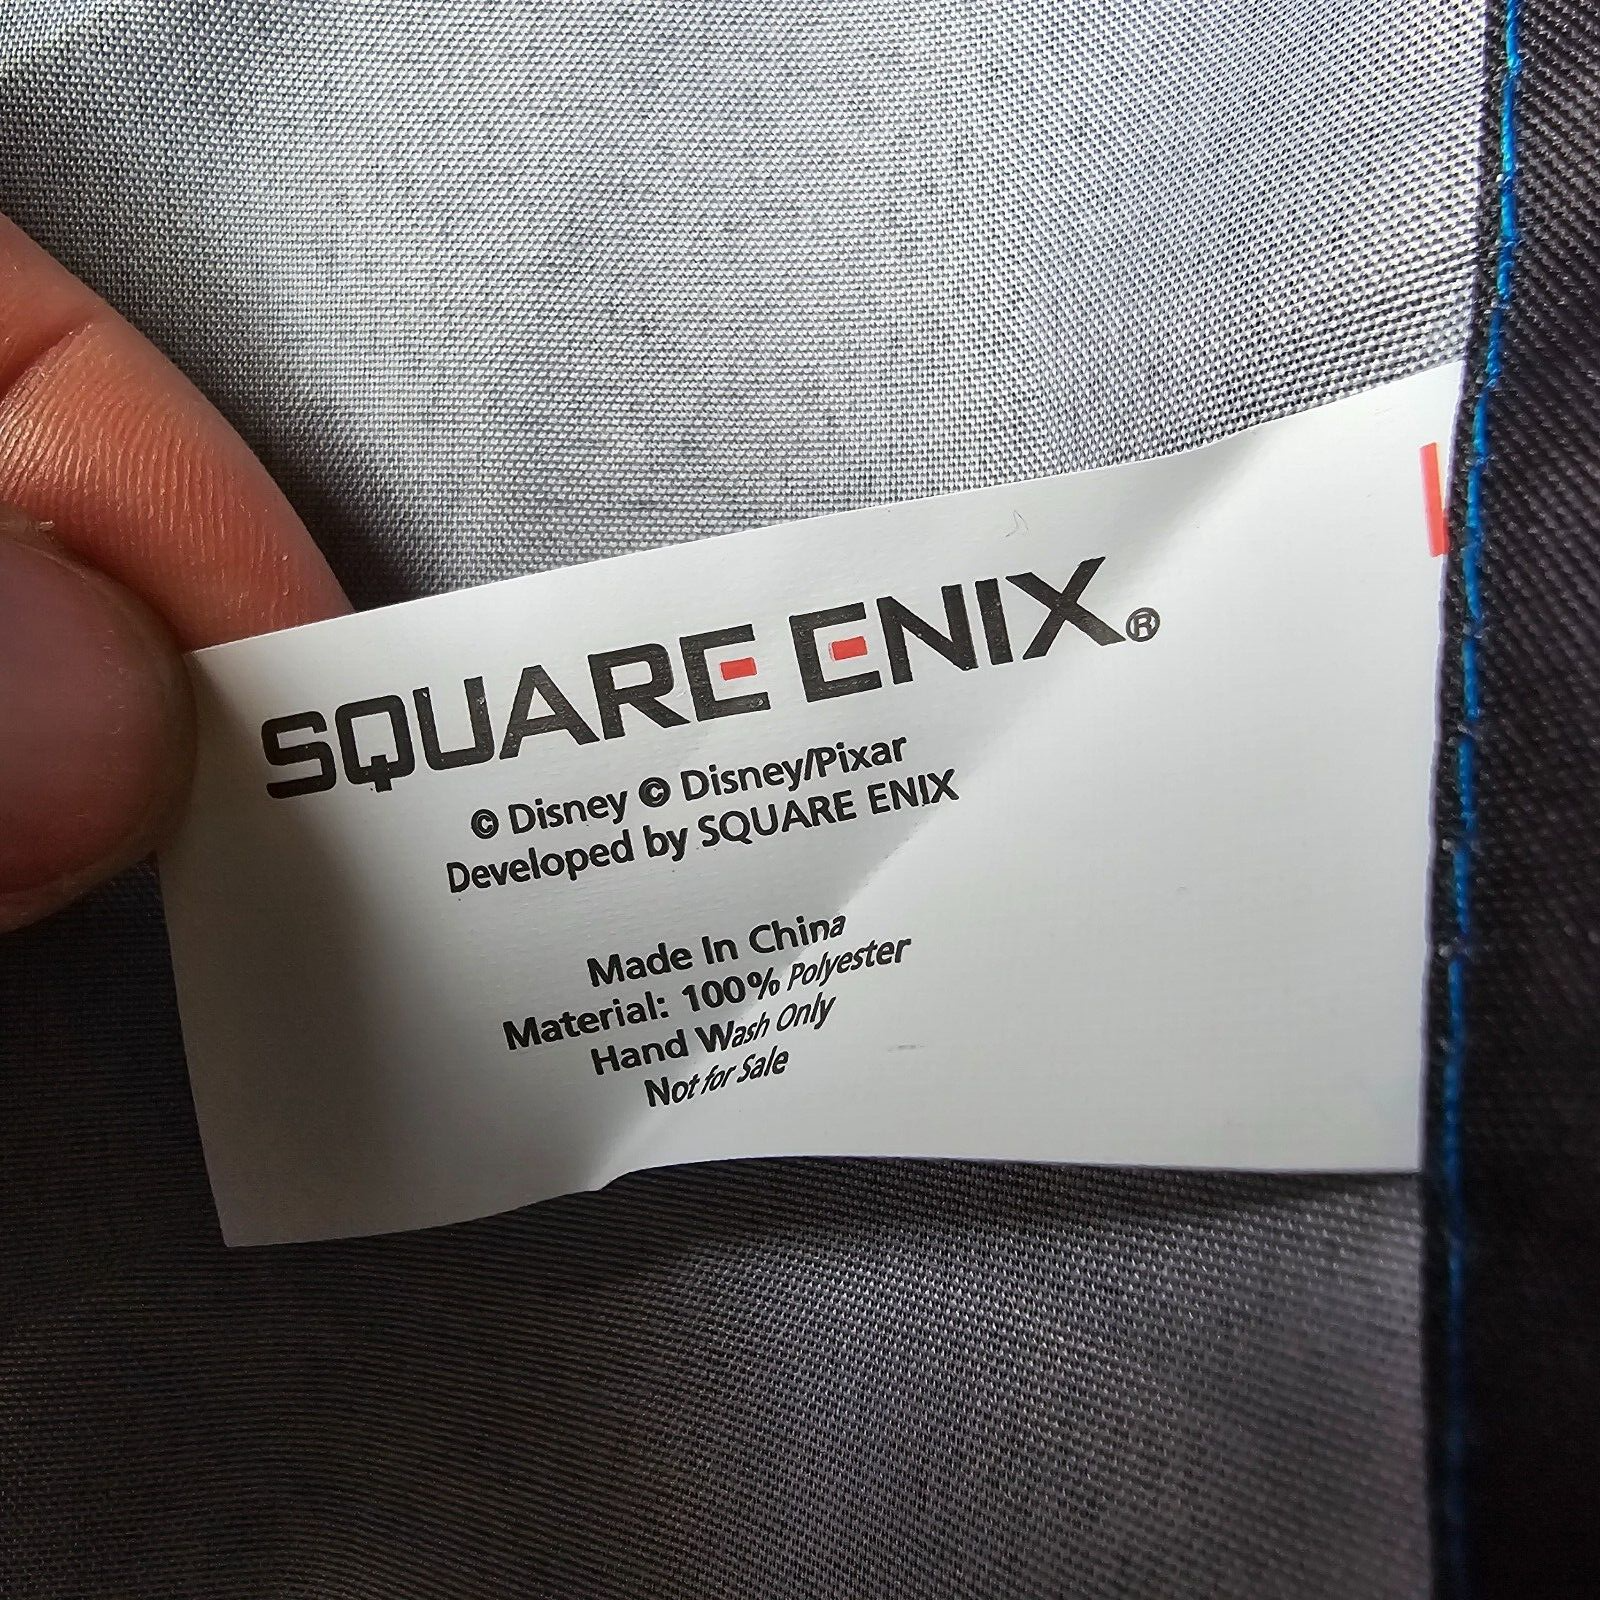 SQUARE ENIX®
© Disney © Disney/Pixar
Developed by SQUARE ENIX
Made In China
Material: 100% Polyester
Hand Wash Only
Not for Sale